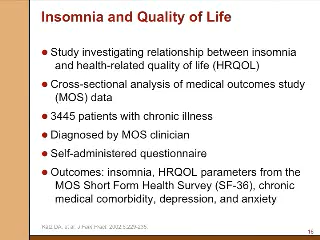 Insomnia and Quality of Life
● Study investigating relationship between insomnia
and health-related quality of life (HRQOL)
● Cross-sectional analysis of medical outcomes study
(MOS) data
● 3445 patients with chronic illness
● Diagnosed by MOS clinician
● Self-administered questionnaire
● Outcomes: insomnia, HRQOL parameters from the
MOS Short Form Health Survey (SF-36), chronic
medical comorbidity, depression, and anxiety
Katz DA, et al. J Fam Pract. 2002;5:229-235.